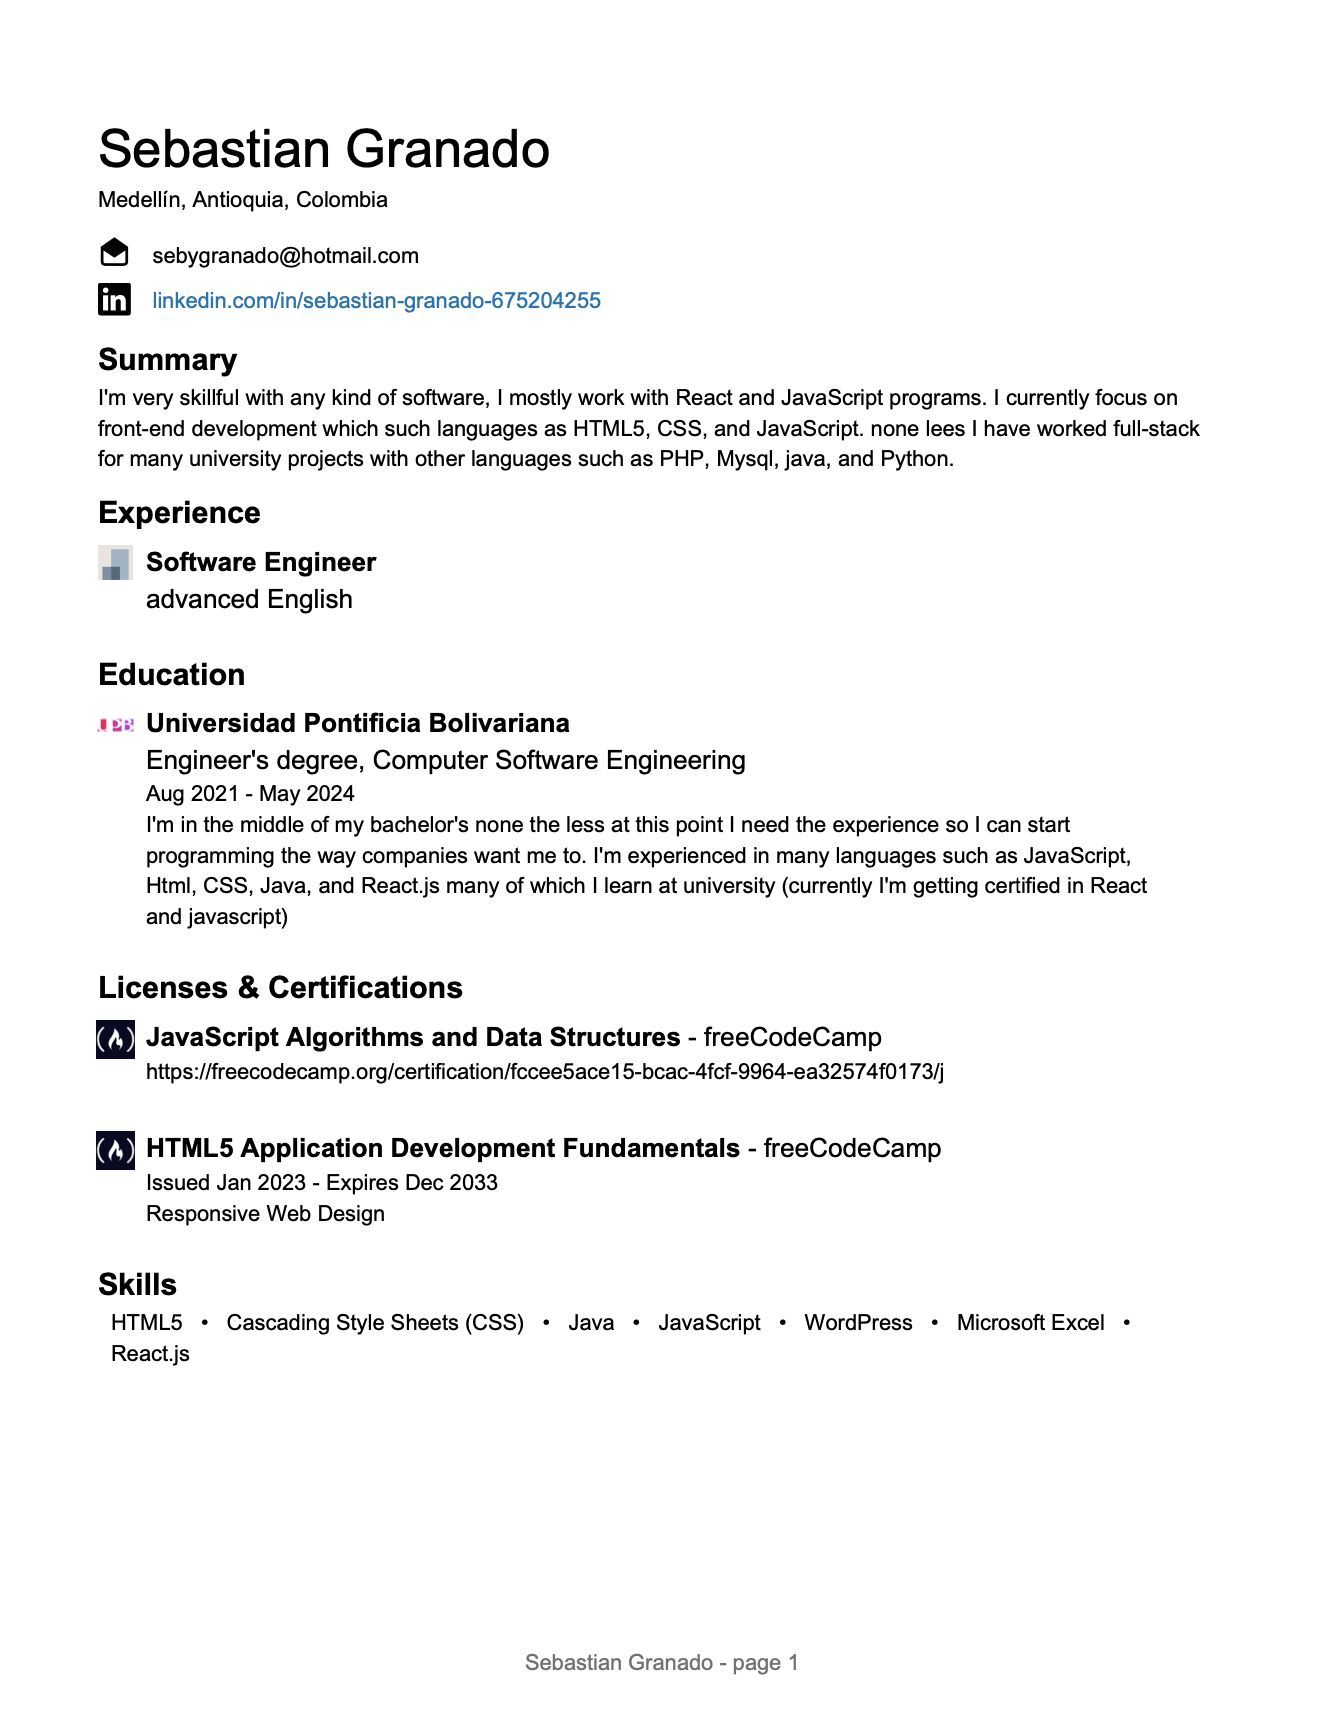 Sebastian Granado
Medellín, Antioquia, Colombia
sebygranado@hotmail.com
in linkedin.com/in/sebastian-granado-675204255
Summary
I'm very skillful with any kind of software, I mostly work with React and JavaScript programs. I currently focus on
front-end development which such languages as HTML5, CSS, and JavaScript. none lees I have worked full-stack
for many university projects with other languages such as PHP, Mysql, java, and Python.
Experience
Software Engineer
advanced English
Education
UPB Universidad Pontificia Bolivariana
Engineer's degree, Computer Software Engineering
Aug 2021 - May 2024
I'm in the middle of my bachelor's none the less at this point I need the experience so I can start
programming the way companies want me to. I'm experienced in many languages such as JavaScript,
Html, CSS, Java, and React.js many of which I learn at university (currently I'm getting certified in React
and javascript)
Licenses & Certifications
JavaScript Algorithms and Data Structures - freeCodeCamp
https://freecodecamp.org/certification/fccee5ace15-bcac-4fcf-9964-ea32574f0173/j
HTML5 Application Development Fundamentals - freeCodeCamp
Issued Jan 2023 - Expires Dec 2033
Responsive Web Design
Skills
HTML5 • Cascading Style Sheets (CSS) • Java • JavaScript • WordPress • Microsoft Excel •
React.js
Sebastian Granado - page 1